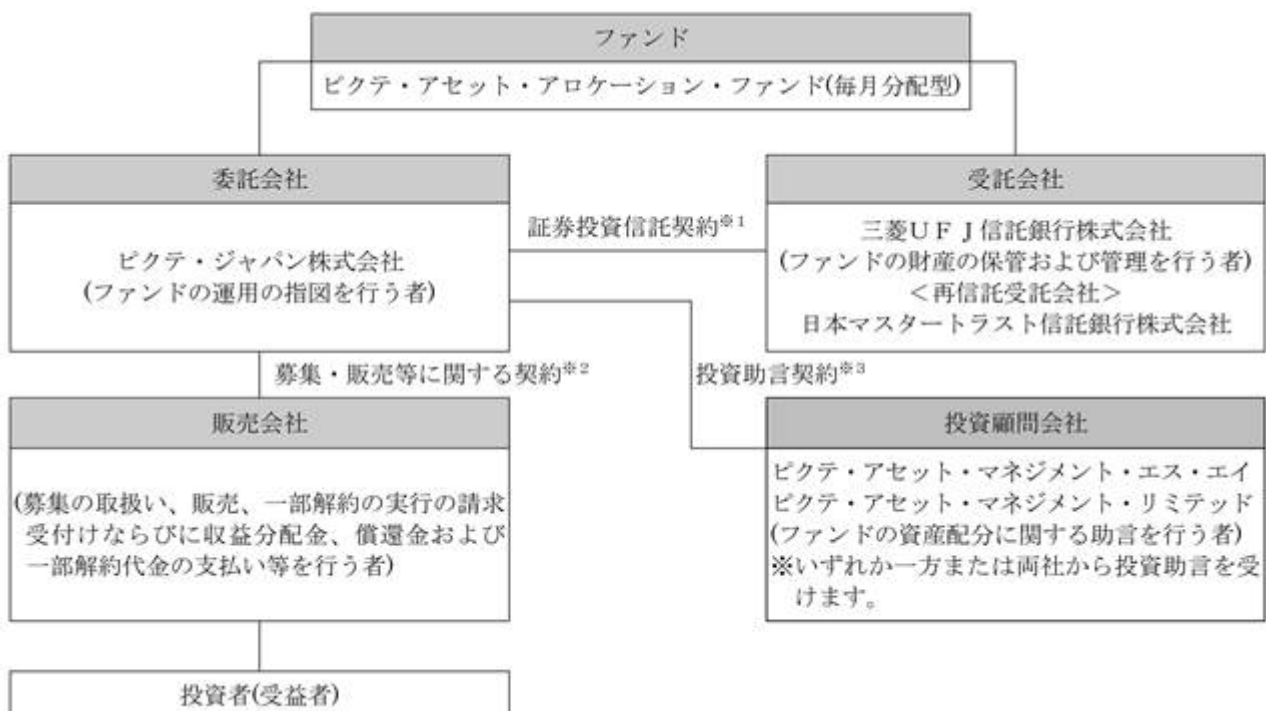 ファンド
ピクテ・アセット・アロケーション・ファンド(毎月分配型)
委託会社
ピクテ・ジャパン株式会社
(ファンドの運用の指図を行う者)
証券投資信託契約※1
受託会社
三菱UFJ信託銀行株式会社
(ファンドの財産の保管および管理を行う者)
<再信託受託会社>
日本マスタートラスト信託銀行株式会社
募集・販売等に関する契約※2
投資助言契約※3
販売会社
(募集の取扱い、販売、一部解約の実行の請求
受付けならびに収益分配金、償還金および
一部解約代金の支払い等を行う者)
投資顧問会社
ピクテ・アセット・マネジメント・エス・エイ
ピクテ・アセット・マネジメント・リミテッド
(ファンドの資産配分に関する助言を行う者)
※いずれか一方または両社から投資助言を受
けます。
投資者(受益者)